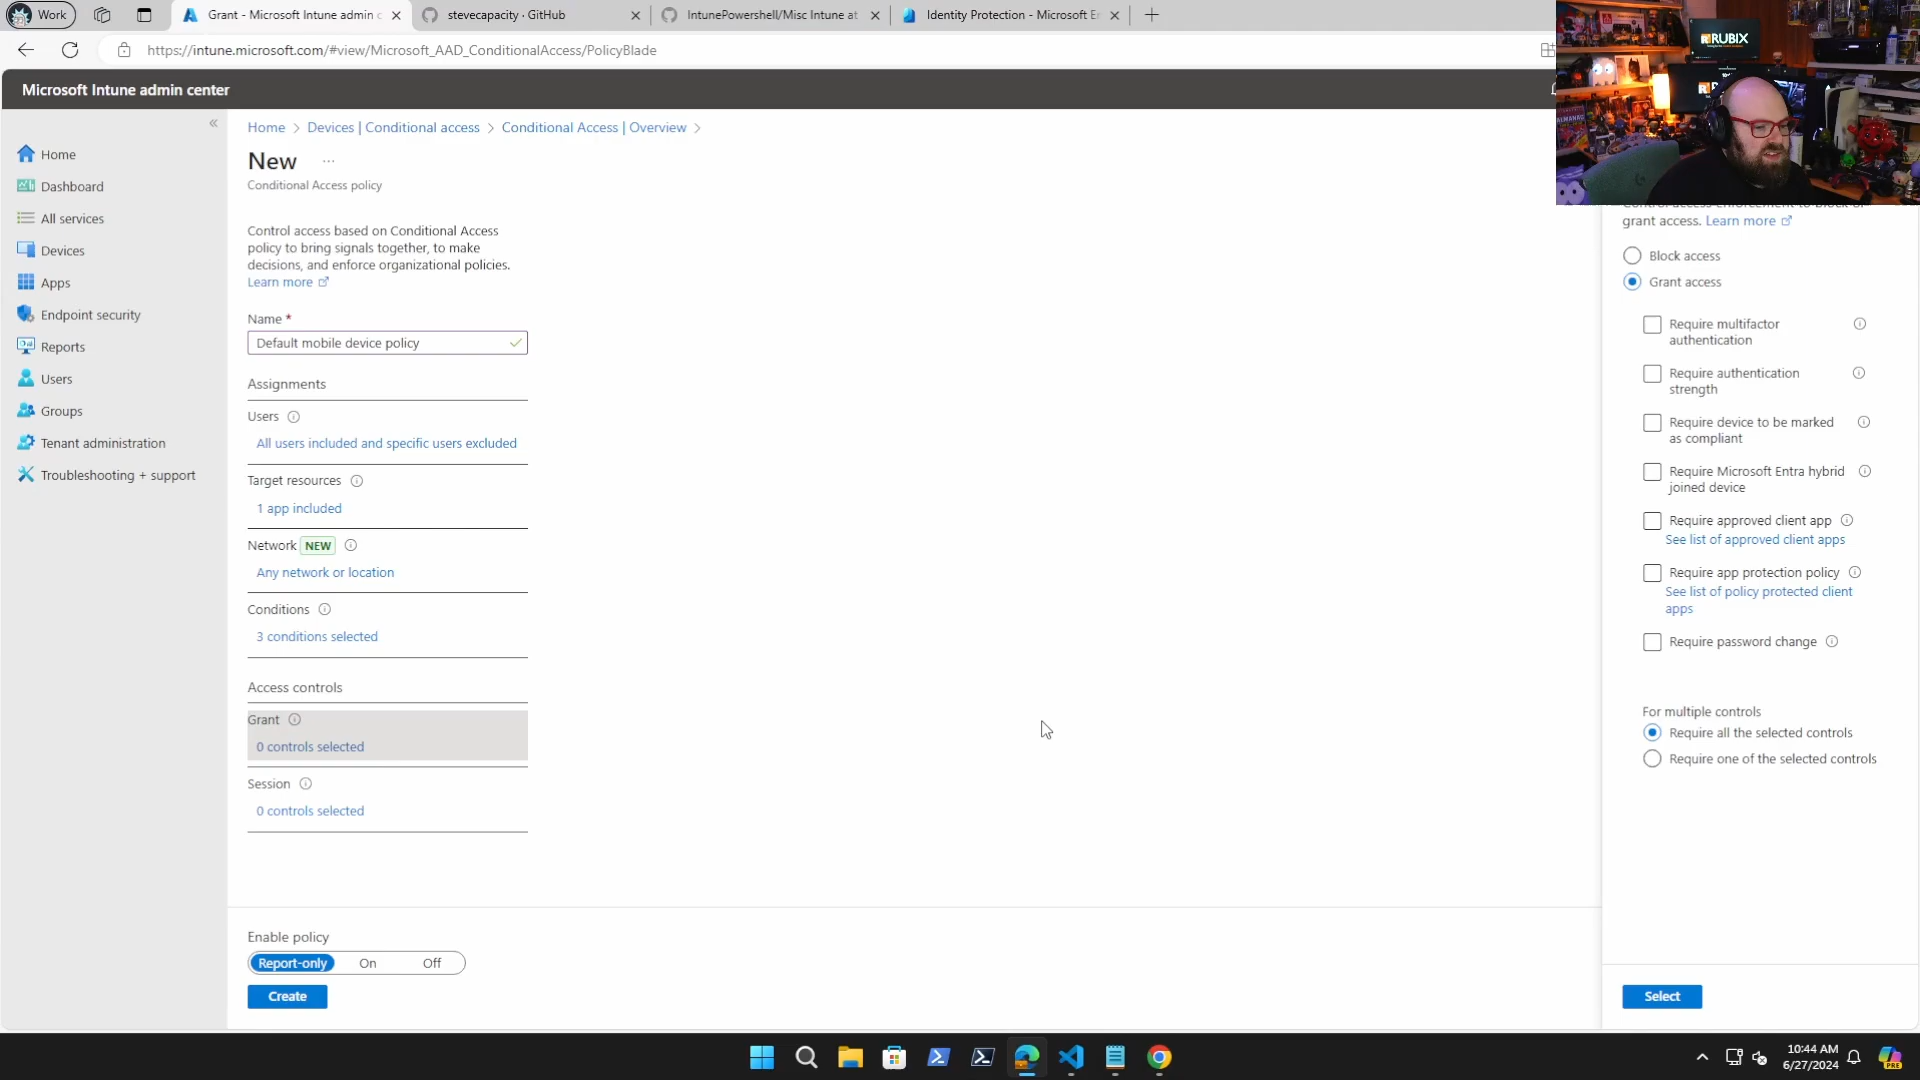 Work
Grant - Microsoft Intune admin c
stevecapacity · GitHub
IntunePowershell/Misc Intune at
Identity Protection - Microsoft E
https://intune.microsoft.com/#view/Microsoft_AAD_ConditionalAccess/PolicyBlade
Microsoft Intune admin center
RUBIX
Home
Dashboard
All services
Devices
Apps
Endpoint security
Reports
Users
Groups
Tenant administration
Troubleshooting + support
Home > Devices | Conditional access > Conditional Access | Overview >
New ...
Conditional Access policy
Control access based on Conditional Access
policy to bring signals together, to make
decisions, and enforce organizational policies.
Learn more
Name *
Default mobile device policy
Assignments
Users
All users included and specific users excluded
Target resources
1 app included
Network NEW
Any network or location
Conditions
3 conditions selected
Access controls
Grant
0 controls selected
Session
0 controls selected
Enable policy
Report-only On Off
Create
grant access. Learn more
Block access
Grant access
Require multifactor
authentication
Require authentication
strength
Require device to be marked
as compliant
Require Microsoft Entra hybrid
joined device
Require approved client app
See list of approved client apps
Require app protection policy
See list of policy protected client
apps
Require password change
For multiple controls
Require all the selected controls
Require one of the selected controls
Select
10:44 AM
6/27/2024
PRE